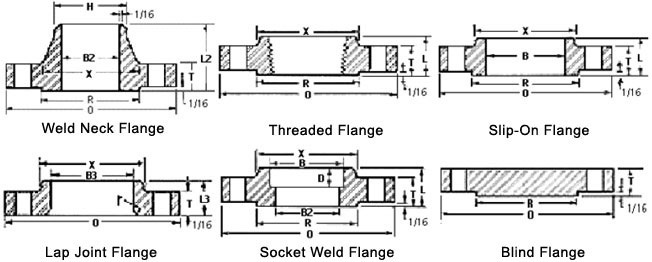 H
1/16
B2
X
L2
T
R
1/16
O
Weld Neck Flange
X
T
L
R
1/16
O
Threaded Flange
X
B
T
L
R
1/16
O
Slip-On Flange
X
B3
r
T
L3
O
1/16
Lap Joint Flange
X
B
D
T
L
B2
R
1/16
O
Socket Weld Flange
T
R
1/16
O
Blind Flange